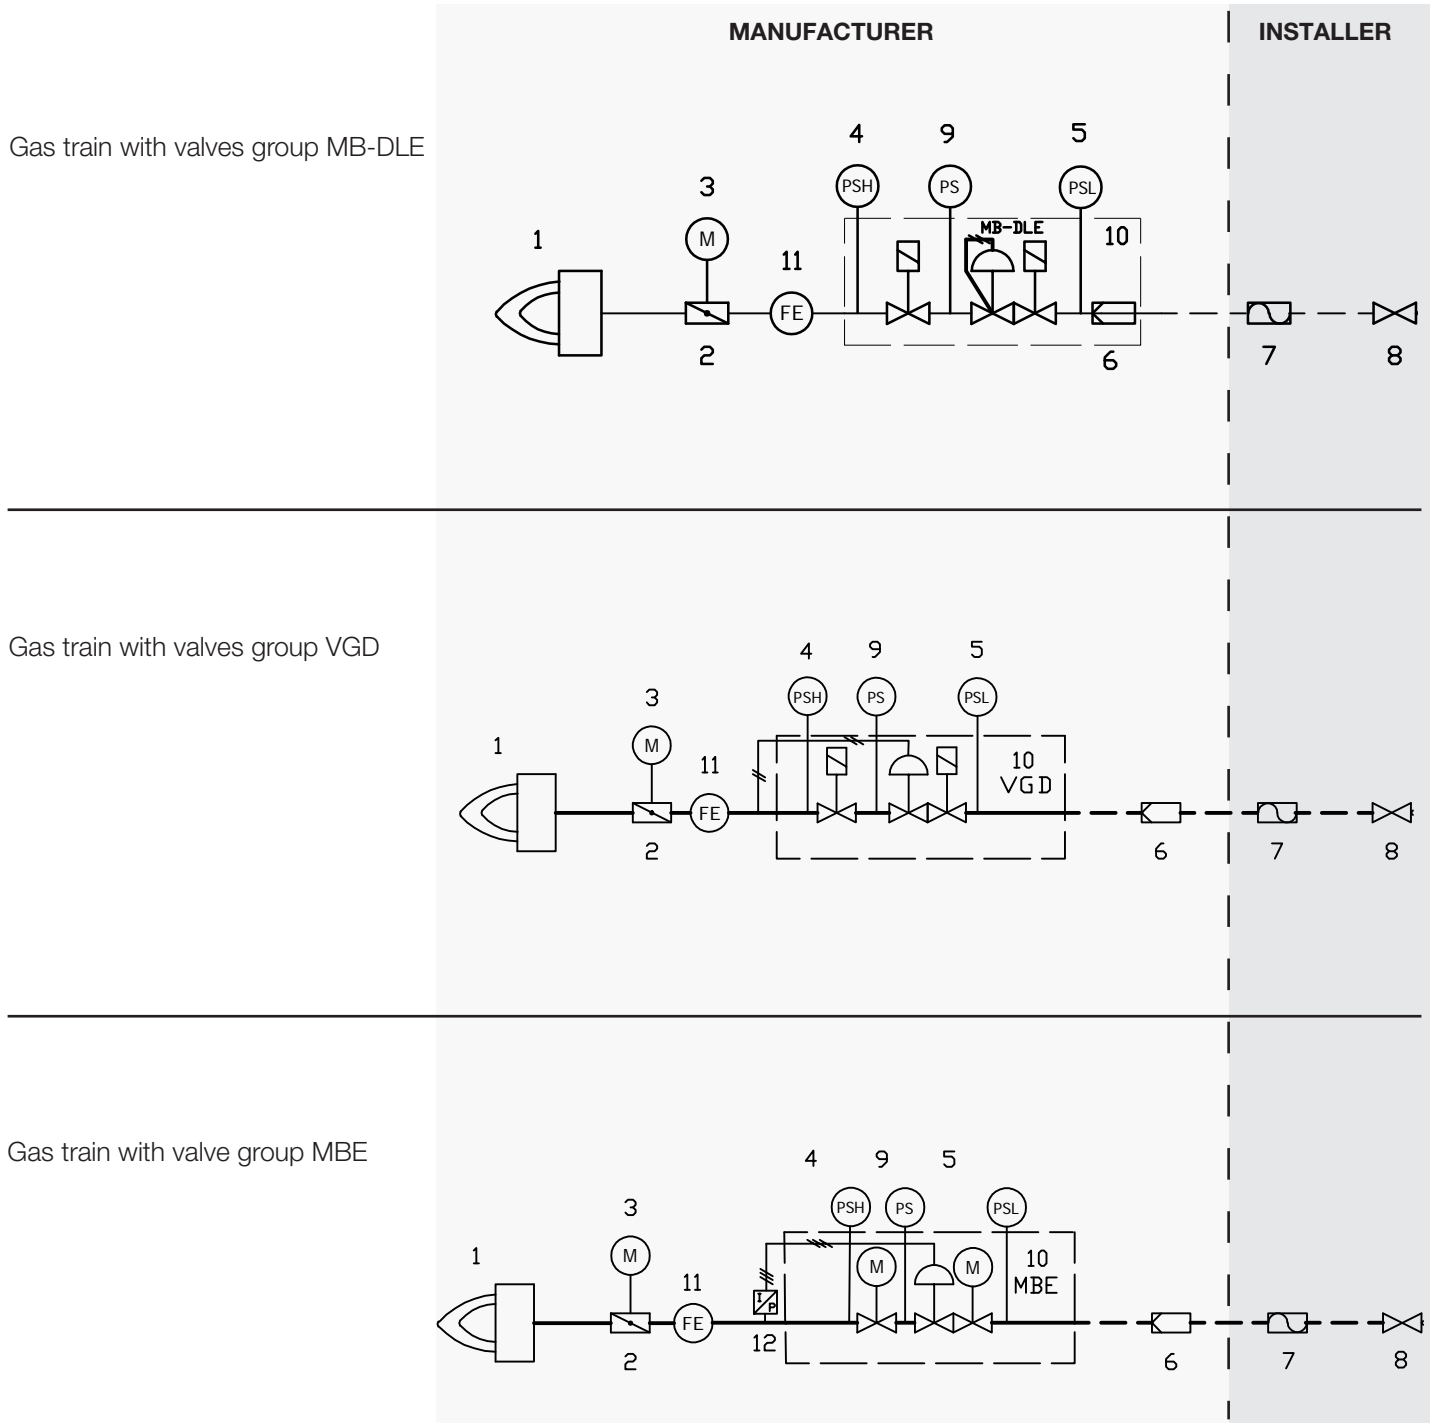 MANUFACTURER INSTALLER
Gas train with valves group MB-DLE
4 9 5
PSH PS PSL
3
M
MB-DLE 10
1
11
FE
2 6 7 8
Gas train with valves group VGD
4 9 5
PSH PS PSL
3
M
1
11
10
VGD
FE
2 6 7 8
Gas train with valve group MBE
4 9 5
PSH PS PSL
3
M
1
M M
10
MBE
11
I
P
FE
12
2 6 7 8